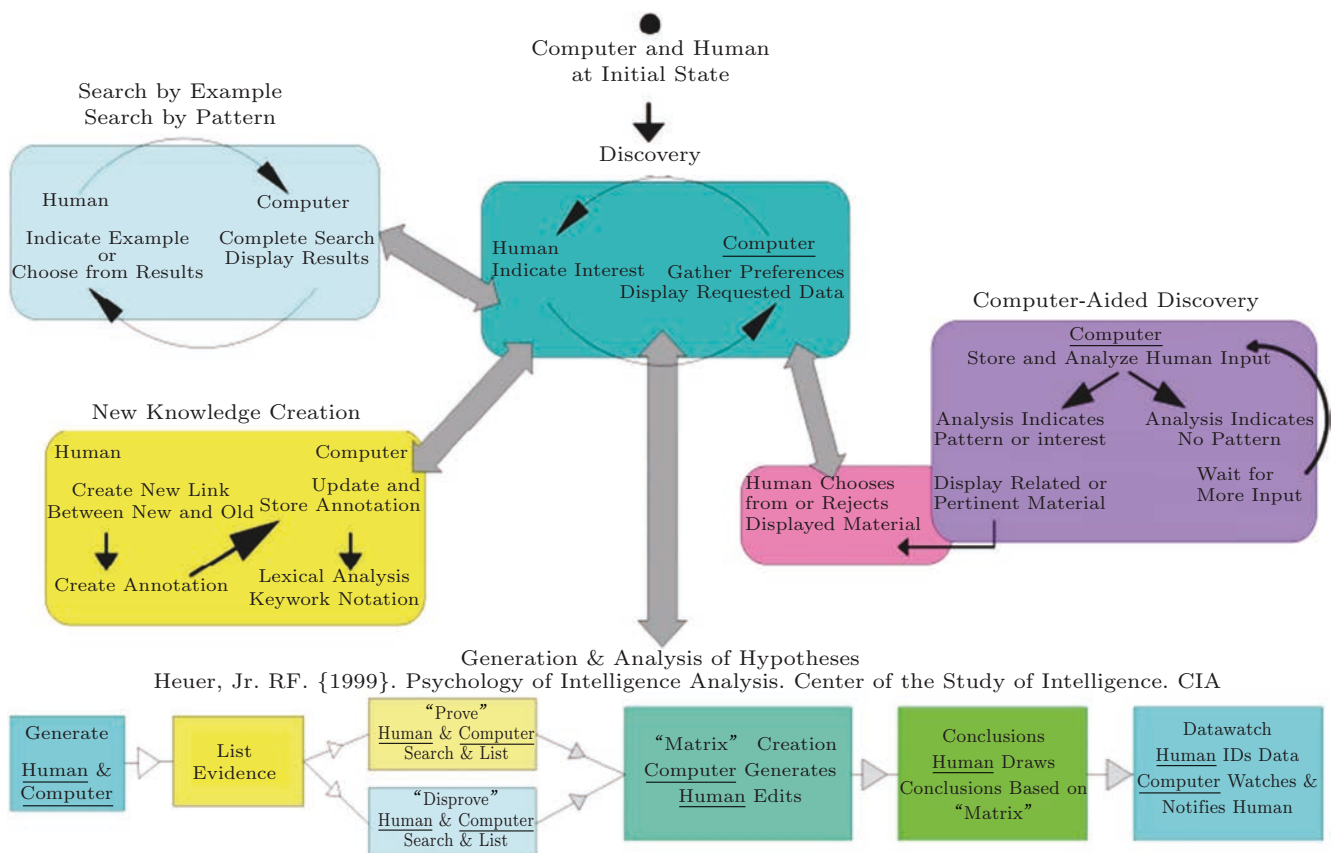 Computer and Human
at Initial State
Search by Example
Search by Pattern
Human
Indicate Example
or
Choose from Results
Computer
Complete Search
Display Results
Discovery
Human
Indicate Interest
Computer
Gather Preferences
Display Requested Data
Computer-Aided Discovery
Computer
Store and Analyze Human Input
Analysis Indicates
Pattern or interest
Analysis Indicates
No Pattern
Display Related or
Pertinent Material
Wait for
More Input
Human Chooses
from or Rejects
Displayed Material
New Knowledge Creation
Human
Create New Link
Between New and Old
Create Annotation
Computer
Update and
Store Annotation
Lexical Analysis
Keywork Notation
Generation & Analysis of Hypotheses
Heuer, Jr. RF. {1999}. Psychology of Intelligence Analysis. Center of the Study of Intelligence. CIA
Generate
Human &
Computer
List
Evidence
“Prove”
Human & Computer
Search & List
“Disprove”
Human & Computer
Search & List
“Matrix” Creation
Computer Generates
Human Edits
Conclusions
Human Draws
Conclusions Based on
“Matrix”
Datawatch
Human IDs Data
Computer Watches &
Notifies Human